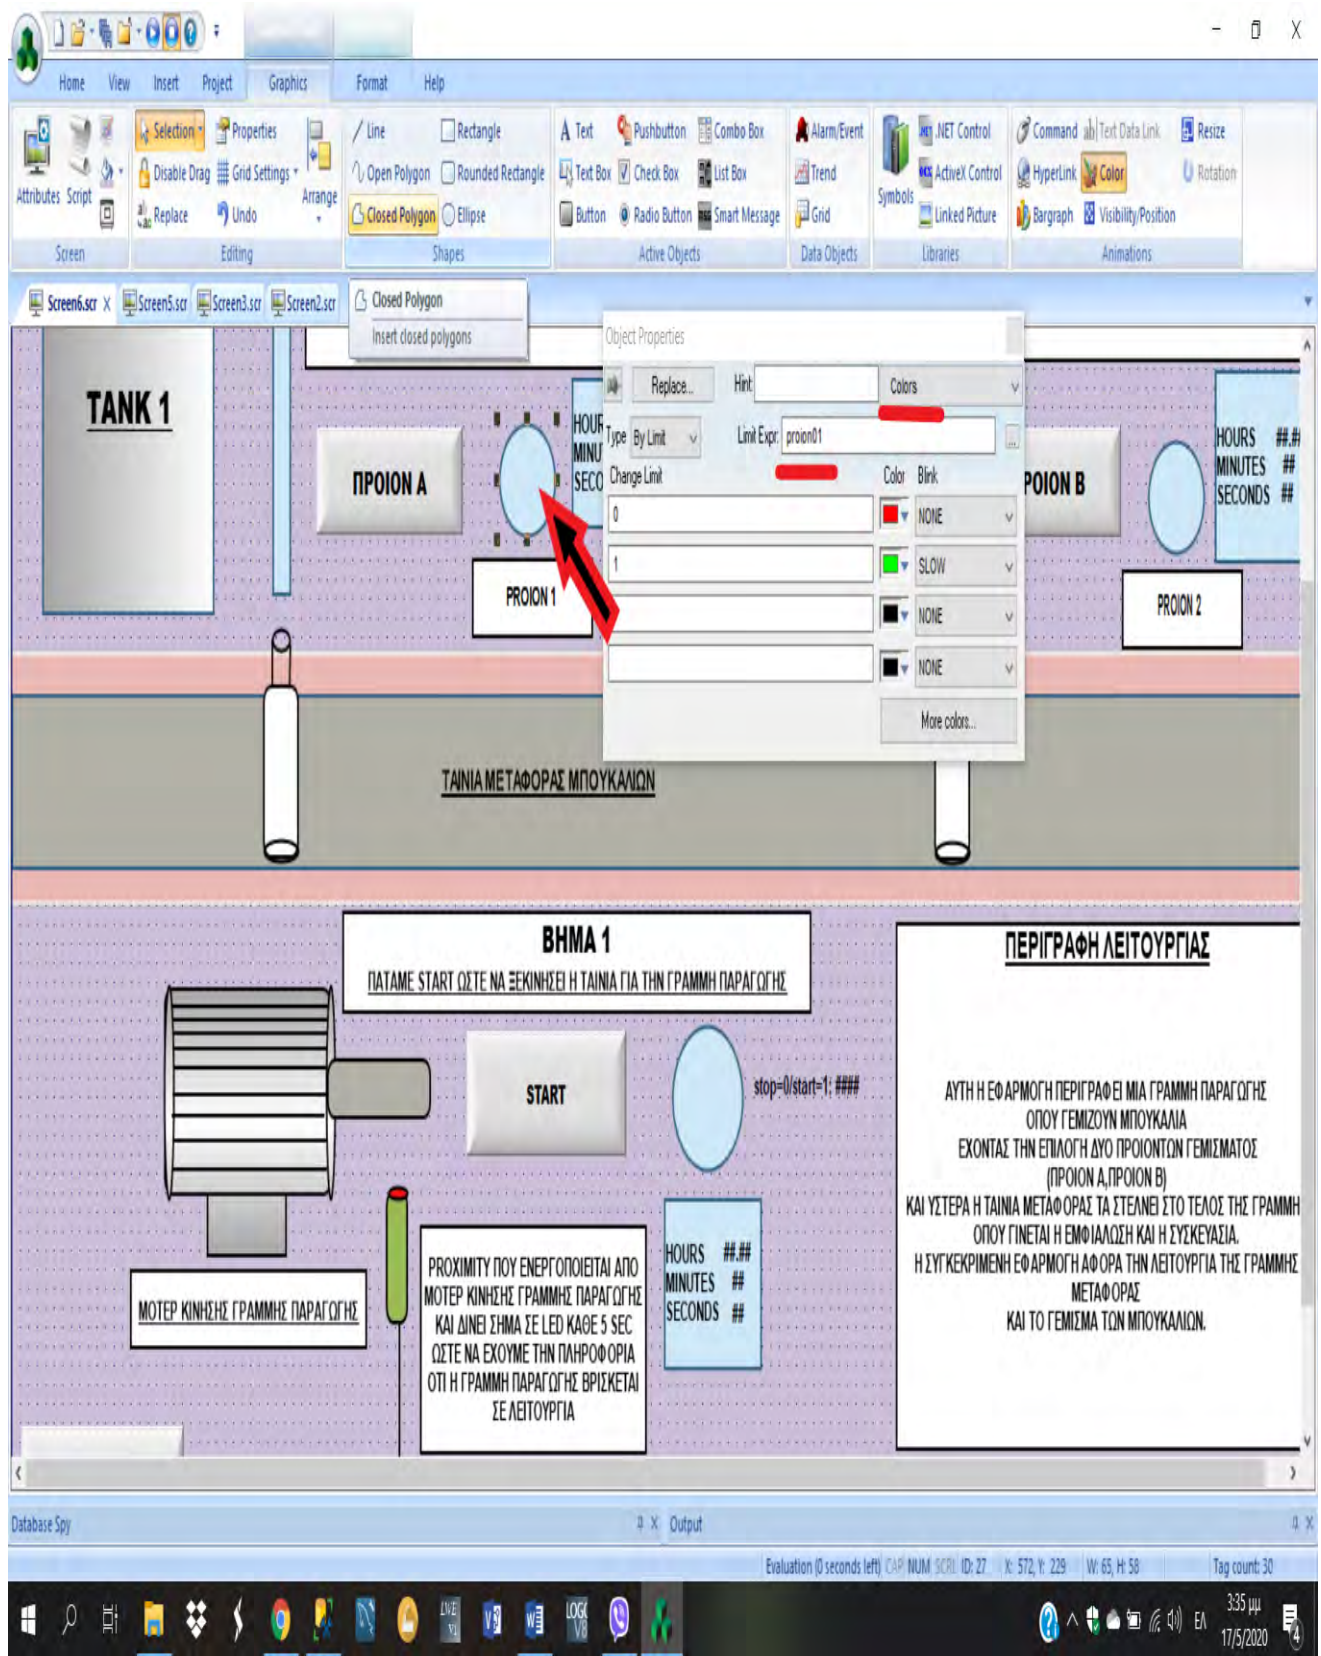 Home View Insert Project Graphics Format Help
Selection Properties Line Rectangle A Text Pushbutton Combo Box Alarm/Event .NET Control Command Text Data Link Resize
Disable Drag Grid Settings Open Polygon Rounded Rectangle Text Box Check Box List Box Trend ActiveX Control HyperLink Color Rotation
Attributes Script Replace Undo Arrange Closed Polygon Ellipse Button Radio Button Smart Message Grid Symbols Linked Picture Bargraph Visibility/Position
Screen Editing Shapes Active Objects Data Objects Libraries Animations
Screen6.scr X Screen5.scr Screen3.scr Screen2.scr
Closed Polygon
Insert closed polygons
Object Properties
Replace... Hint: Colors
Type By Limit Limit Expr: proion01
Change Limit Color Blink
0 NONE
1 SLOW
NONE
NONE
More colors...
TANK 1
ΠΡΟΙΟΝ Α
HOUR
MINU
SECO
PROION 1
ΡΟΙΟΝ Β
HOURS ##.##
MINUTES ##
SECONDS ##
PROION 2
ΤΑΙΝΙΑ ΜΕΤΑΦΟΡΑΣ ΜΠΟΥΚΑΛΙΩΝ
ΒΗΜΑ 1
ΠΑΤΑΜΕ START ΩΣΤΕ ΝΑ ΞΕΚΙΝΗΣΕΙ Η ΤΑΙΝΙΑ ΓΙΑ ΤΗΝ ΓΡΑΜΜΗ ΠΑΡΑΓΩΓΗΣ
START
stop=0/start=1: ####
HOURS ##.##
MINUTES ##
SECONDS ##
ΜΟΤΕΡ ΚΙΝΗΣΗΣ ΓΡΑΜΜΗΣ ΠΑΡΑΓΩΓΗΣ
PROXIMITY ΠΟΥ ΕΝΕΡΓΟΠΟΙΕΙΤΑΙ ΑΠΟ
ΜΟΤΕΡ ΚΙΝΗΣΗΣ ΓΡΑΜΜΗΣ ΠΑΡΑΓΩΓΗΣ
ΚΑΙ ΔΙΝΕΙ ΣΗΜΑ ΣΕ LED ΚΑΘΕ 5 SEC
ΩΣΤΕ ΝΑ ΕΧΟΥΜΕ ΤΗΝ ΠΛΗΡΟΦΟΡΙΑ
ΟΤΙ Η ΓΡΑΜΜΗ ΠΑΡΑΓΩΓΗΣ ΒΡΙΣΚΕΤΑΙ
ΣΕ ΛΕΙΤΟΥΡΓΙΑ
ΠΕΡΙΓΡΑΦΗ ΛΕΙΤΟΥΡΓΙΑΣ
ΑΥΤΗ Η ΕΦΑΡΜΟΓΗ ΠΕΡΙΓΡΑΦΕΙ ΜΙΑ ΓΡΑΜΜΗ ΠΑΡΑΓΩΓΗΣ
ΟΠΟΥ ΓΕΜΙΖΟΥΝ ΜΠΟΥΚΑΛΙΑ
ΕΧΟΝΤΑΣ ΤΗΝ ΕΠΙΛΟΓΗ ΔΥΟ ΠΡΟΙΟΝΤΩΝ ΓΕΜΙΣΜΑΤΟΣ
(ΠΡΟΙΟΝ Α,ΠΡΟΙΟΝ Β)
ΚΑΙ ΥΣΤΕΡΑ Η ΤΑΙΝΙΑ ΜΕΤΑΦΟΡΑΣ ΤΑ ΣΤΕΛΝΕΙ ΣΤΟ ΤΕΛΟΣ ΤΗΣ ΓΡΑΜΜΗ
ΟΠΟΥ ΓΙΝΕΤΑΙ Η ΕΜΦΙΑΛΩΣΗ ΚΑΙ Η ΣΥΣΚΕΥΑΣΙΑ.
Η ΣΥΓΚΕΚΡΙΜΕΝΗ ΕΦΑΡΜΟΓΗ ΑΦΟΡΑ ΤΗΝ ΛΕΙΤΟΥΡΓΙΑ ΤΗΣ ΓΡΑΜΜΗΣ
ΜΕΤΑΦΟΡΑΣ
ΚΑΙ ΤΟ ΓΕΜΙΣΜΑ ΤΩΝ ΜΠΟΥΚΑΛΙΩΝ.
Database Spy Output
Evaluation (0 seconds left) CAP NUM SCRL ID: 27 X: 572, Y: 229 W: 65, H: 58 Tag count: 30
ΕΛ 3:35 μμ
17/5/2020